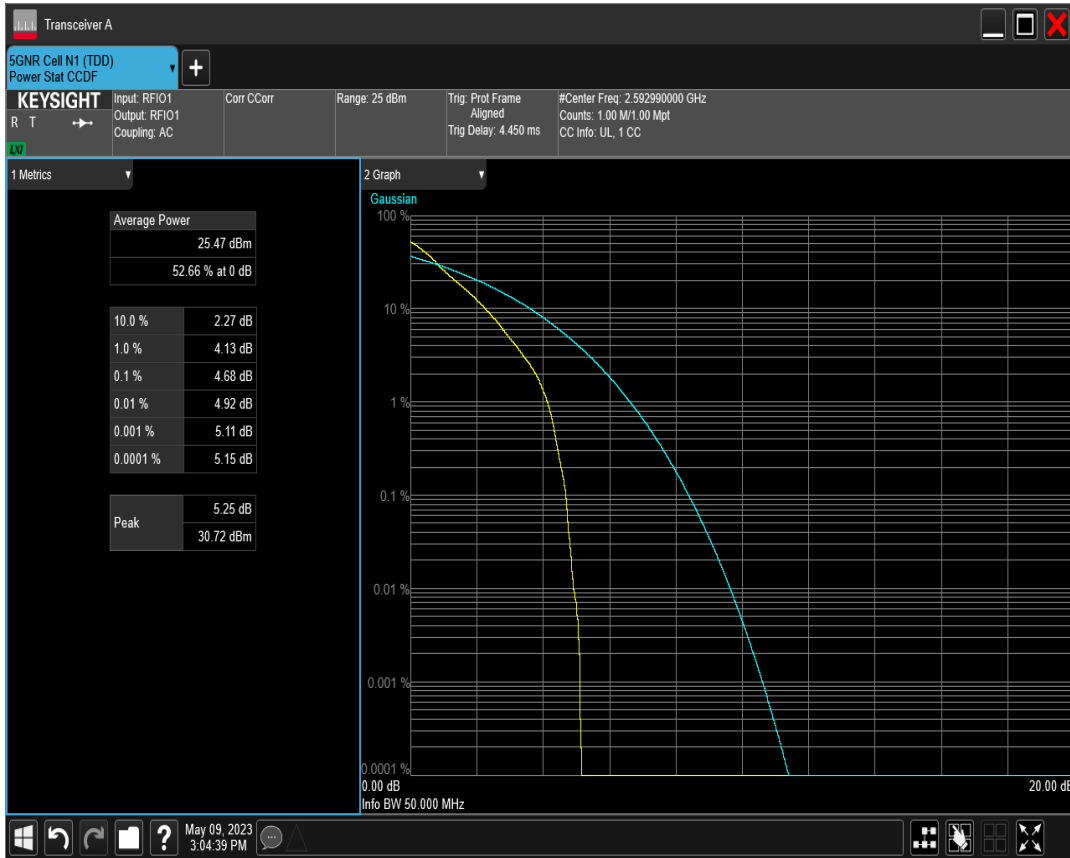 Transceiver A
5GNR Cell N1 (TDD)
Power Stat CCDF
KEYSIGHT
R T
LXI
Input: RFIO1
Output: RFIO1
Coupling: AC
Corr CCorr
Range: 25 dBm
Trig: Prot Frame
Aligned
Trig Delay: 4.450 ms
#Center Freq: 2.592990000 GHz
Counts: 1.00 M/1.00 Mpt
CC Info: UL, 1 CC
1 Metrics
Average Power
25.47 dBm
52.66 % at 0 dB
10.0 % 2.27 dB
1.0 % 4.13 dB
0.1 % 4.68 dB
0.01 % 4.92 dB
0.001 % 5.11 dB
0.0001 % 5.15 dB
Peak
5.25 dB
30.72 dBm
2 Graph
Gaussian
100 %
10 %
1 %
0.1 %
0.01 %
0.001 %
0.0001 %
0.00 dB
20.00 dB
Info BW 50.000 MHz
?
May 09, 2023
3:04:39 PM